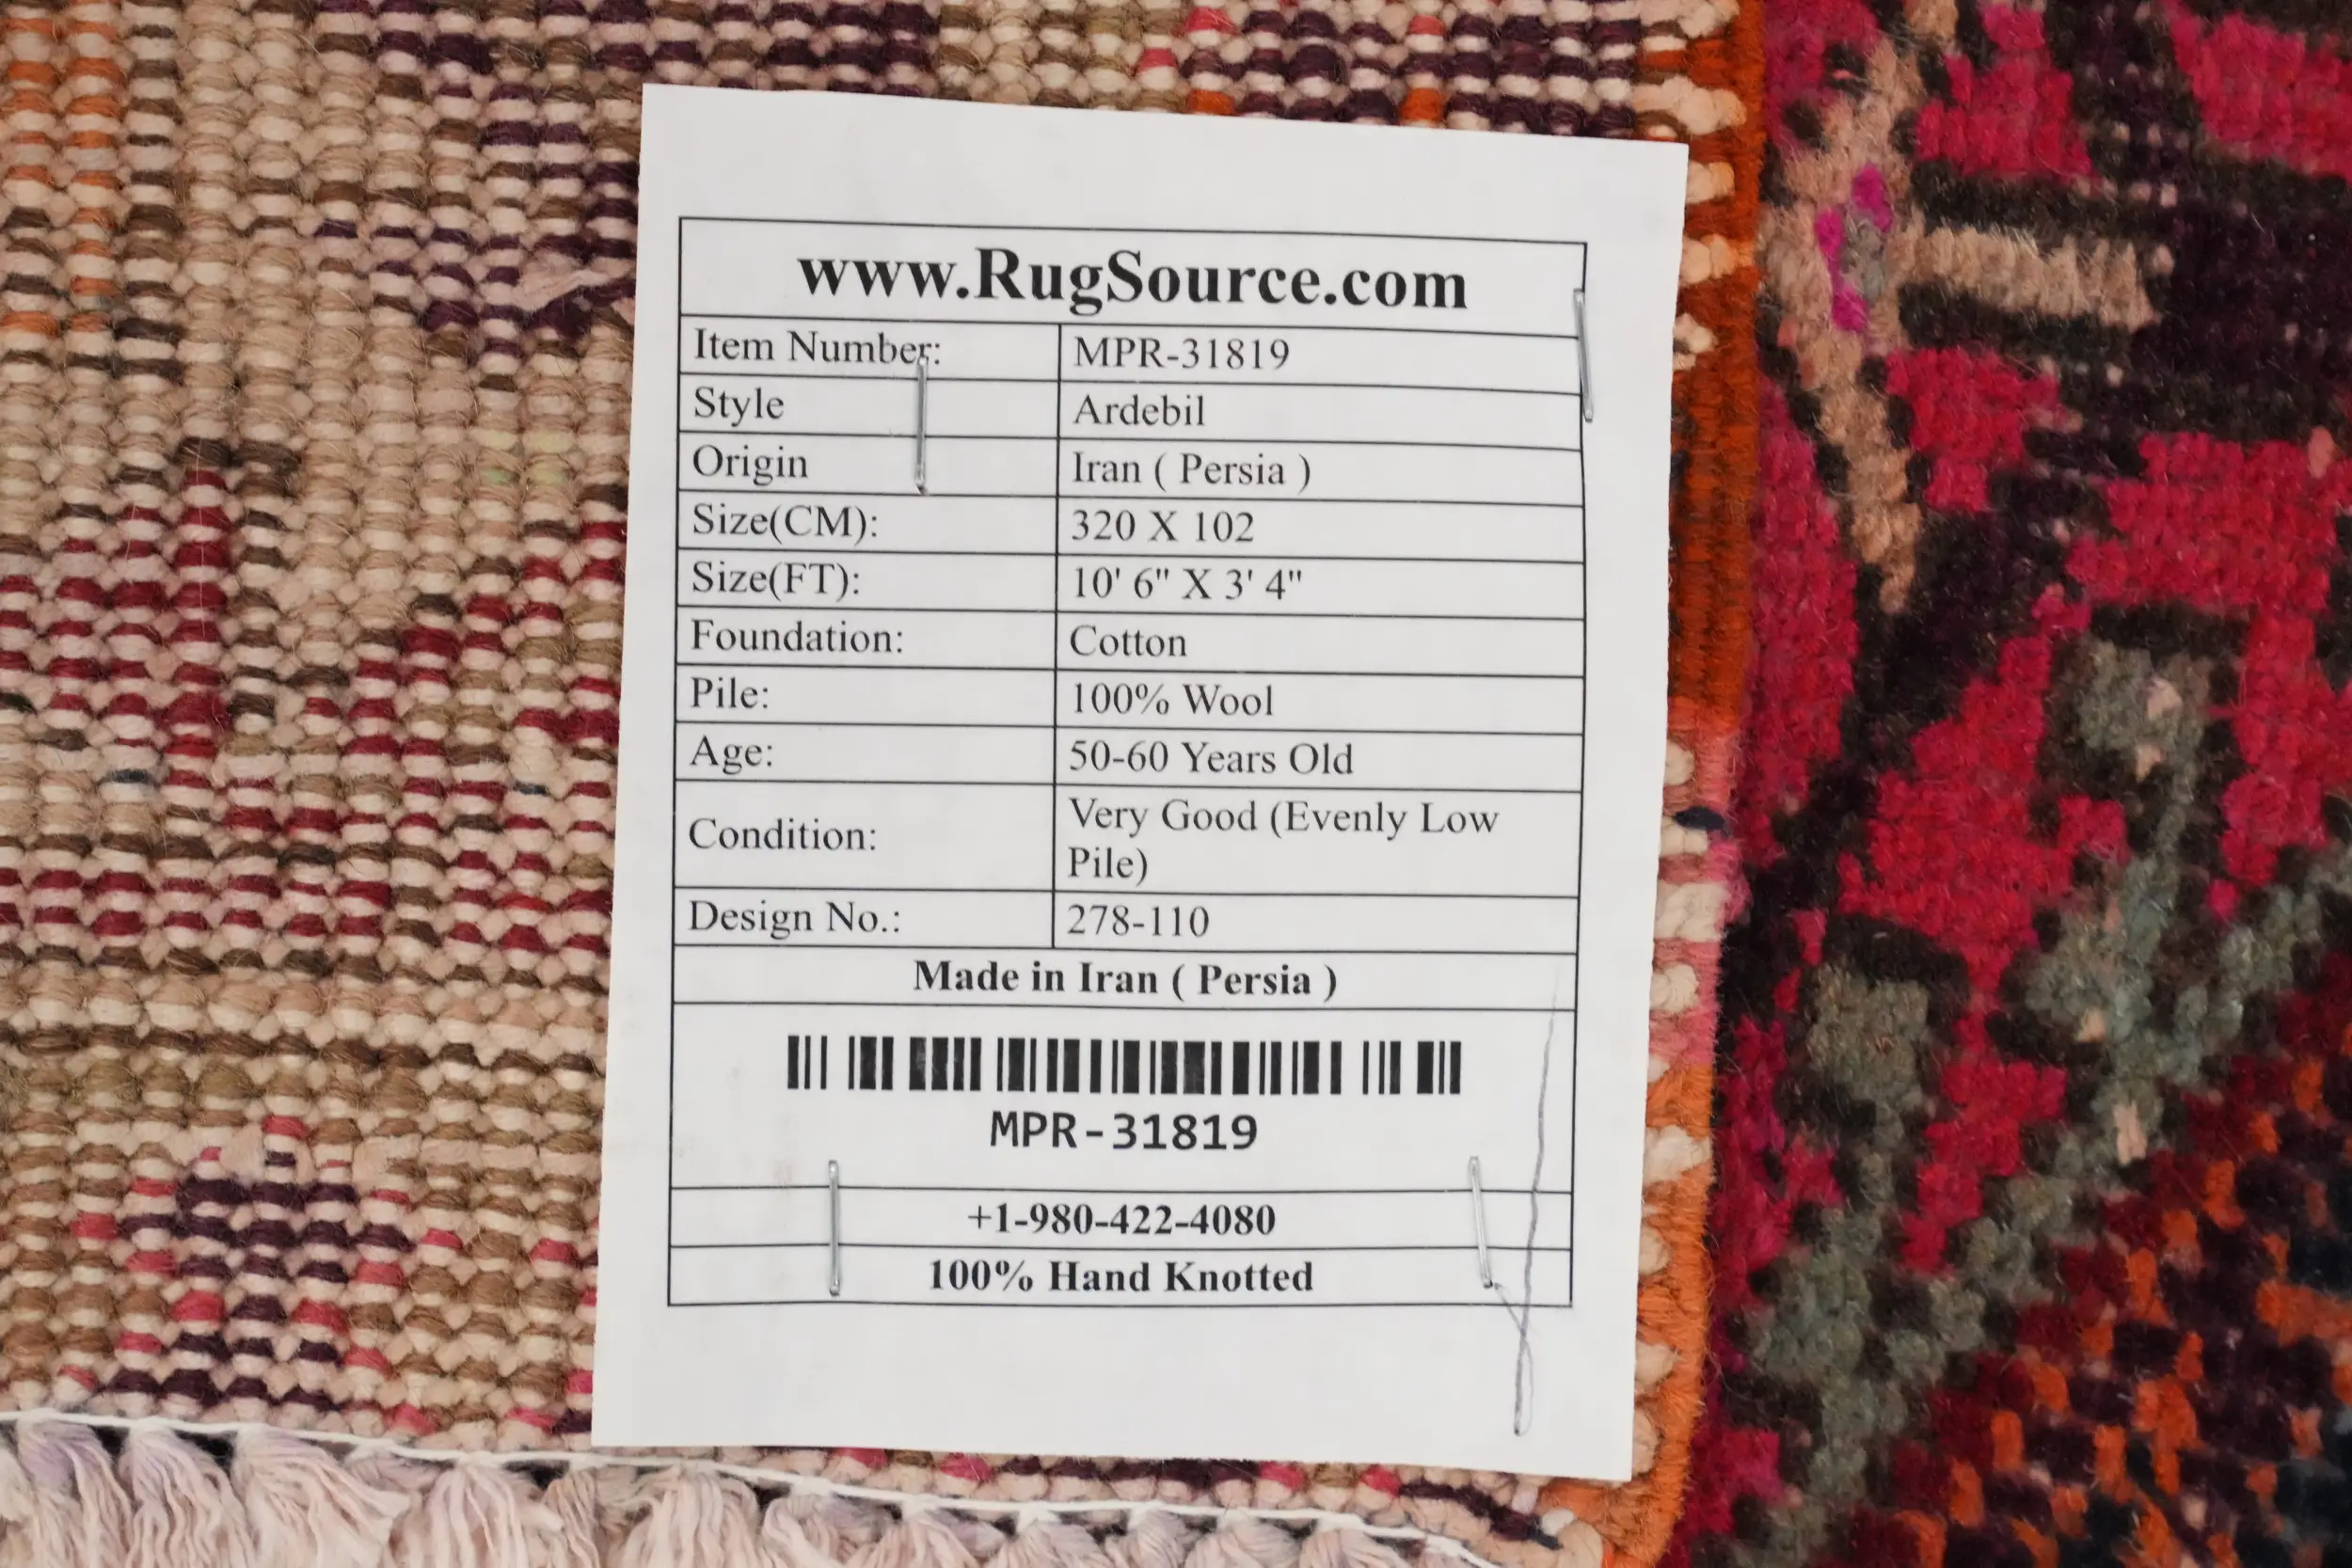 www.RugSource.com
Item Number: MPR-31819
Style Ardebil
Origin Iran ( Persia )
Size(CM): 320 X 102
Size(FT): 10' 6" X 3' 4"
Foundation: Cotton
Pile: 100% Wool
Age: 50-60 Years Old
Condition: Very Good (Evenly Low
Pile)
Design No.: 278-110
Made in Iran ( Persia )
MPR-31819
+1-980-422-4080
100% Hand Knotted